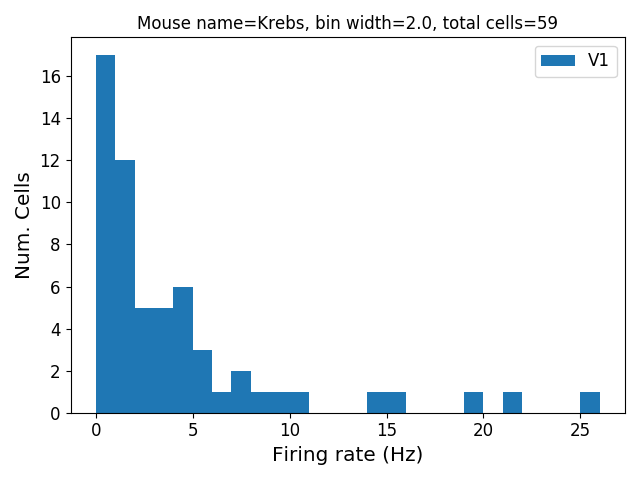 Mouse name=Krebs, bin width=2.0, total cells=59
V1
16
14
12
10
8
6
4
2
0
Num. Cells
0 5 10 15 20 25
Firing rate (Hz)